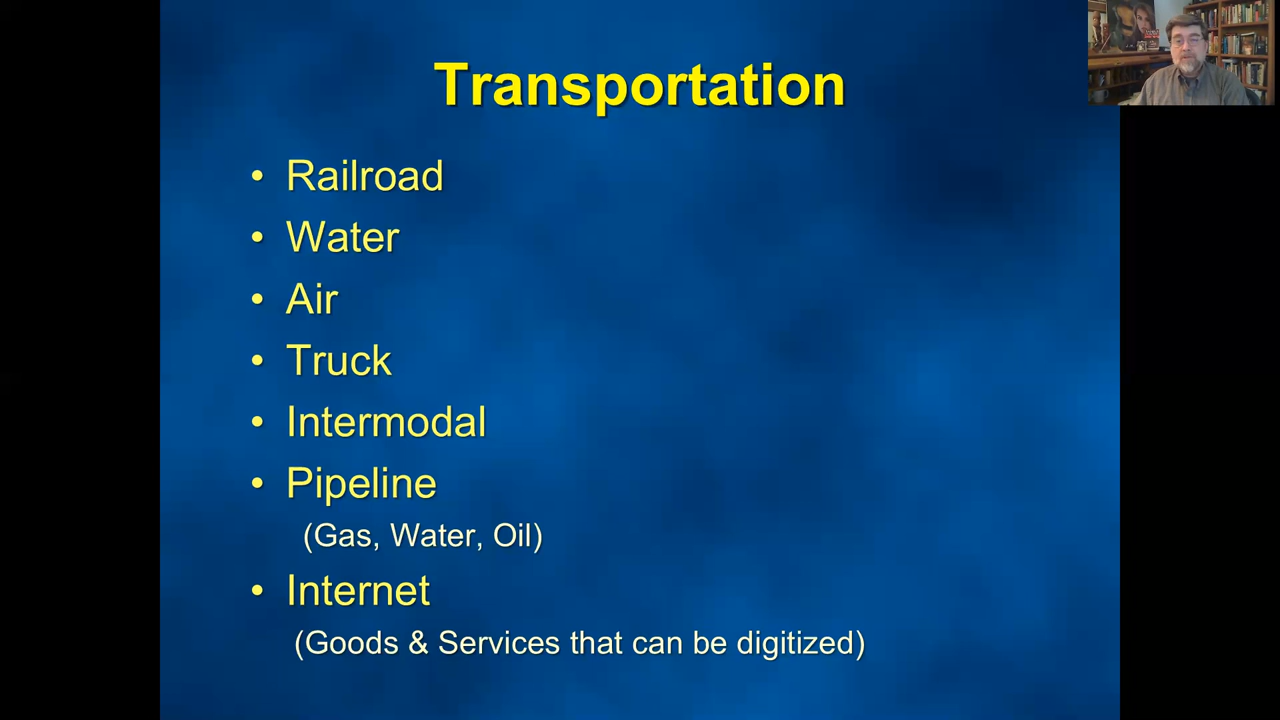 Transportation
• Railroad
• Water
• Air
• Truck
• Intermodal
• Pipeline
(Gas, Water, Oil)
• Internet
(Goods & Services that can be digitized)